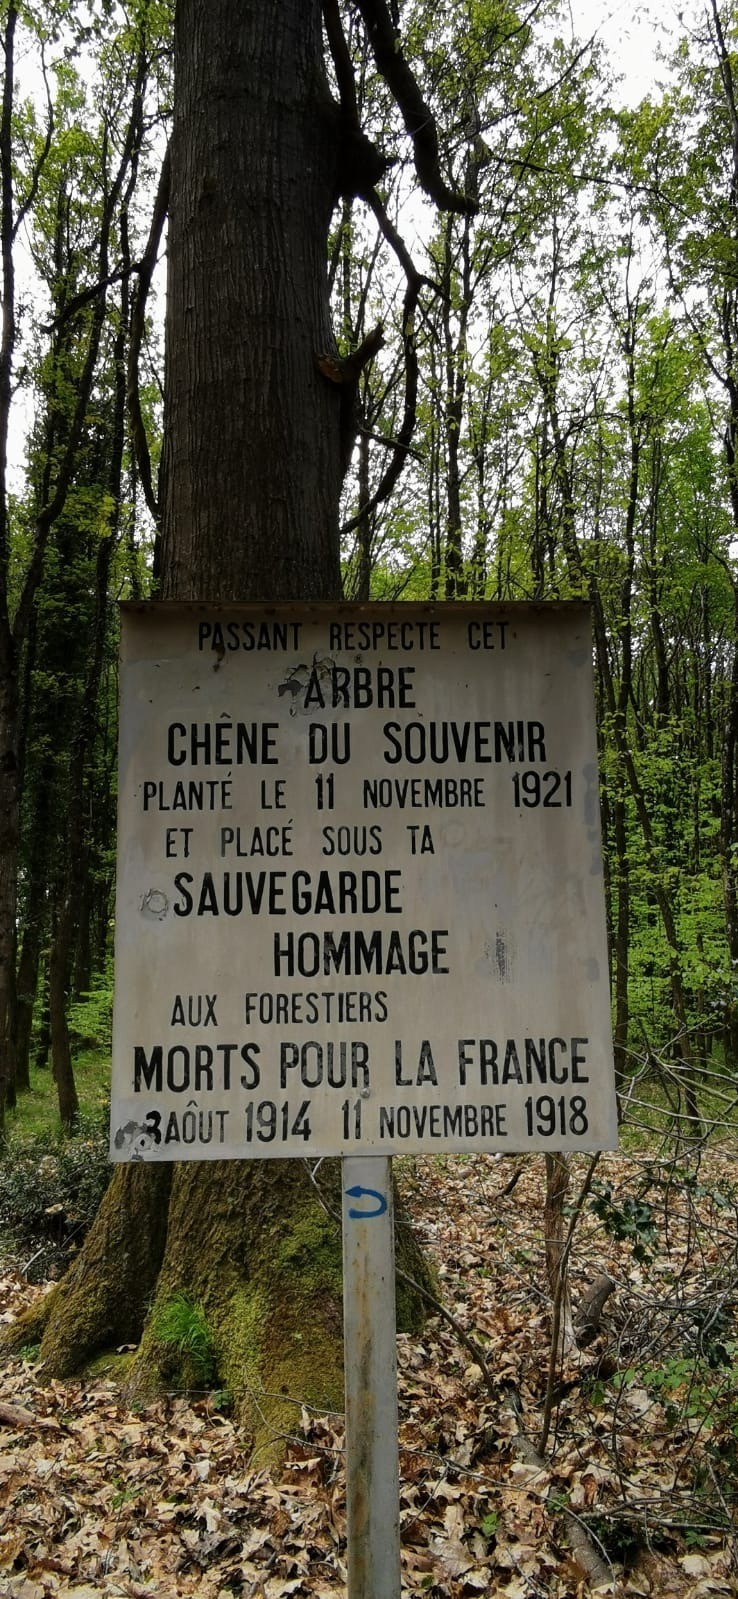 PASSANT RESPECTE CET
ARBRE
CHÊNE DU SOUVENIR
PLANTÉ LE 11 NOVEMBRE 1921
ET PLACÉ SOUS TA
SAUVEGARDE
HOMMAGE
AUX FORESTIERS
MORTS POUR LA FRANCE
3 AOÛT 1914 11 NOVEMBRE 1918